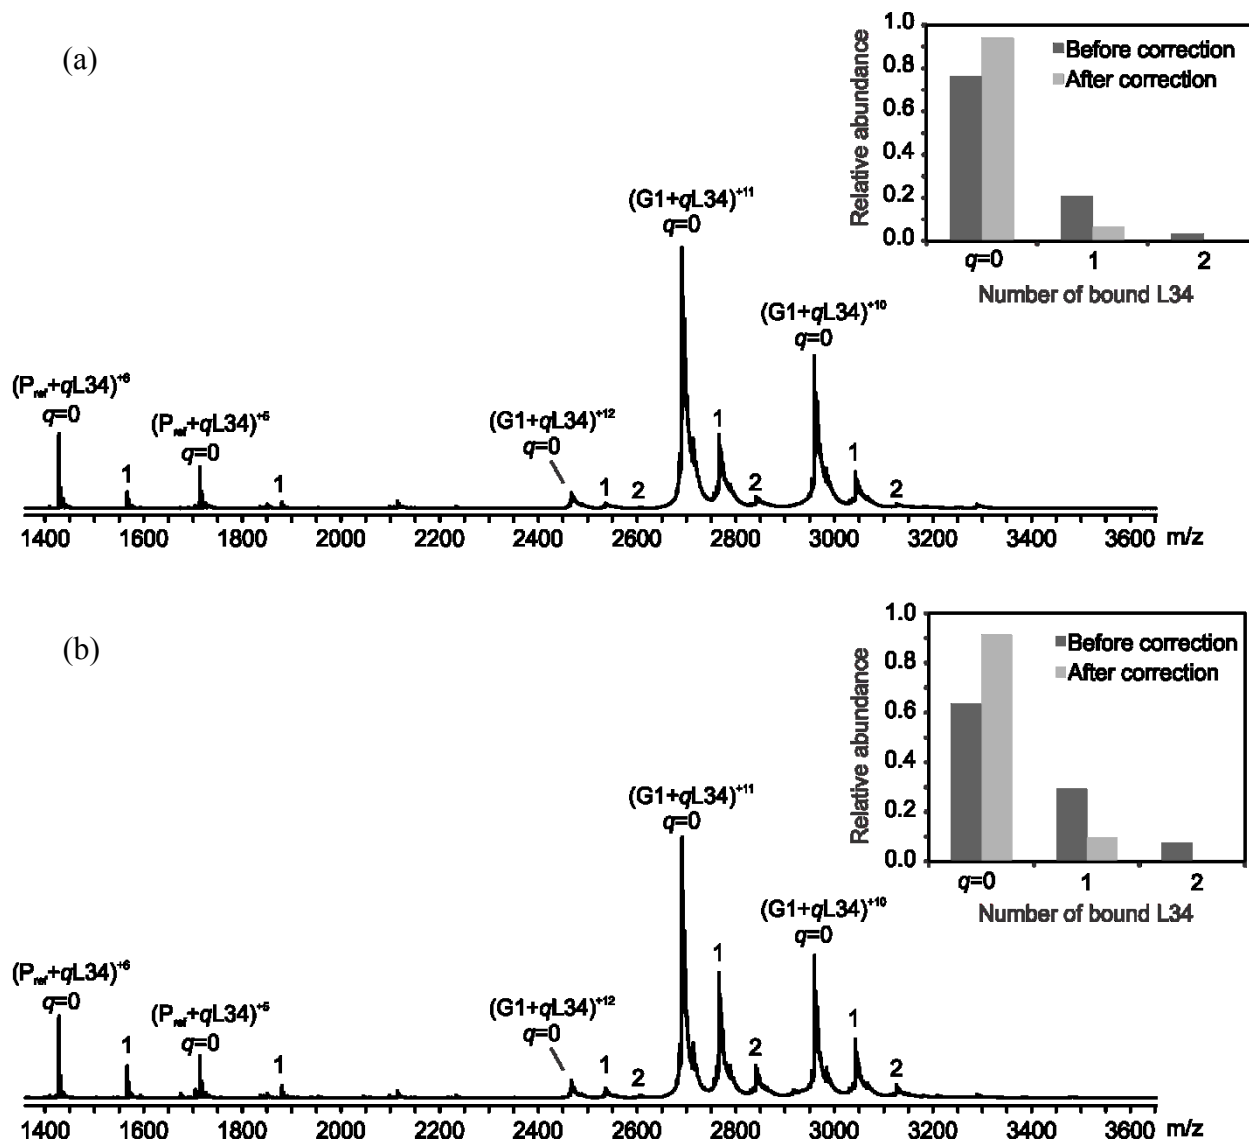 (a)
1.0
0.8
0.6
0.4
0.2
0.0
Relative abundance
Before correction
After correction
q=0 1 2
Number of bound L34
(G1+qL34)+11
q=0
1
2
(G1+qL34)+10
q=0
1
2
(Pref+qL34)+6
q=0
1
(Pref+qL34)+5
q=0
1
(G1+qL34)+12
q=0
1
2
1400 1600 1800 2000 2200 2400 2600 2800 3000 3200 3400 3600 m/z
(b)
1.0
0.8
0.6
0.4
0.2
0.0
Relative abundance
Before correction
After correction
q=0 1 2
Number of bound L34
(G1+qL34)+11
q=0
1
2
(G1+qL34)+10
q=0
1
2
(Pref+qL34)+6
q=0
1
(Pref+qL34)+5
q=0
1
(G1+qL34)+12
q=0
1
2
1400 1600 1800 2000 2200 2400 2600 2800 3000 3200 3400 3600 m/z